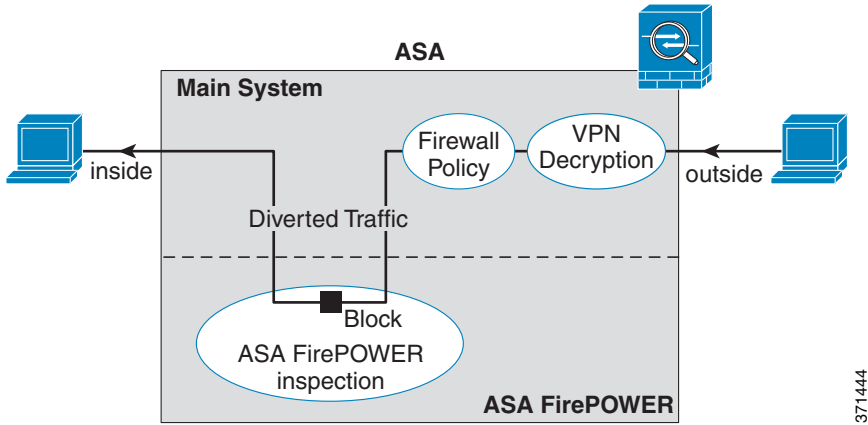 ASA
Main System
Firewall
Policy
VPN
Decryption
inside
outside
Diverted Traffic
Block
ASA FirePOWER
inspection
ASA FirePOWER
371444